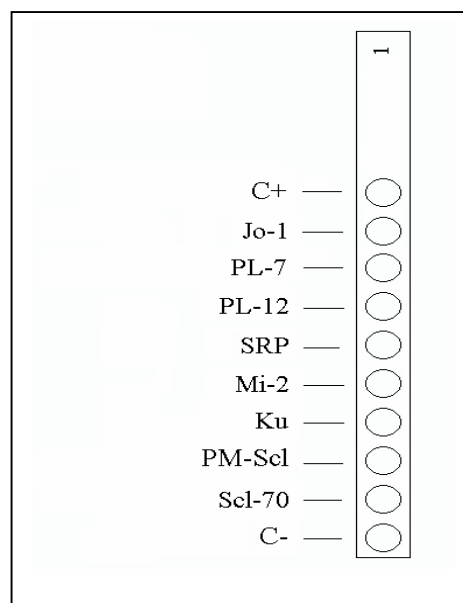 1
C+
Jo-1
PL-7
PL-12
SRP
Mi-2
Ku
PM-Scl
Scl-70
C-